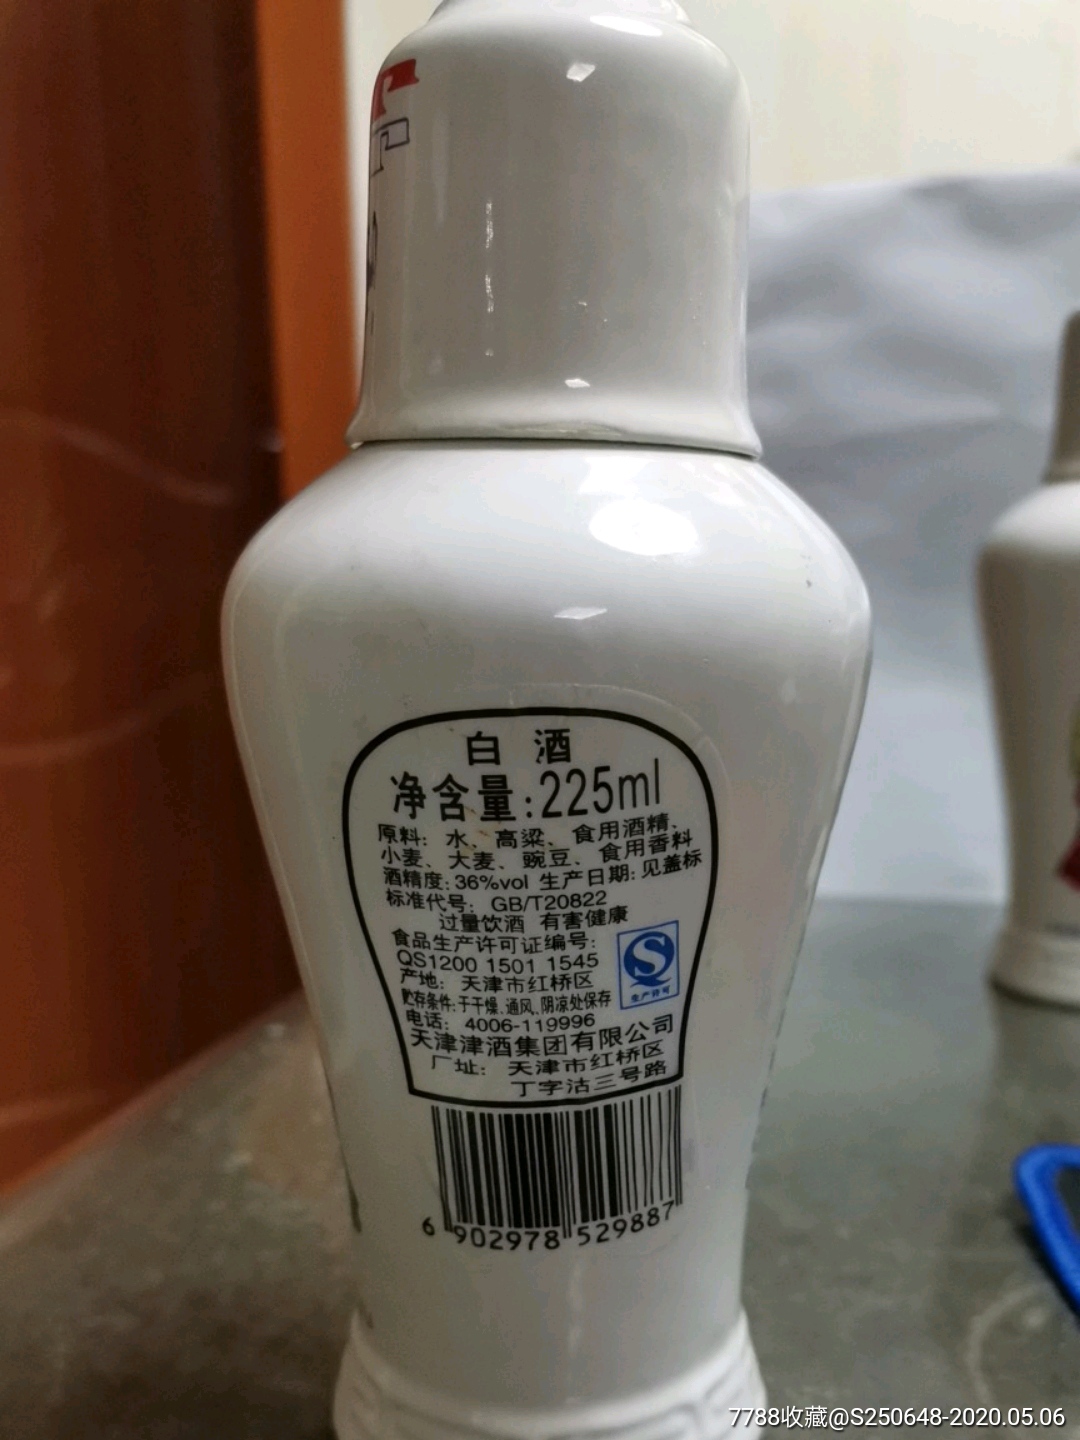 白酒
净含量:225ml
原料: 水、高粱、食用酒精、
小麦、大麦、豌豆、食用香料
酒精度:36%vol 生产日期:见盖标
标准代号: GB/T20822
过量饮酒 有害健康
食品生产许可证编号:
QS1200 1501 1545
产地: 天津市红桥区
贮存条件:于干燥、通风、阴凉处保存
电话: 4006-119996
天津津酒集团有限公司
厂址: 天津市红桥区
丁字沽三号路
生产许可
6 902978 529887
7788收藏@S250648-2020.05.06